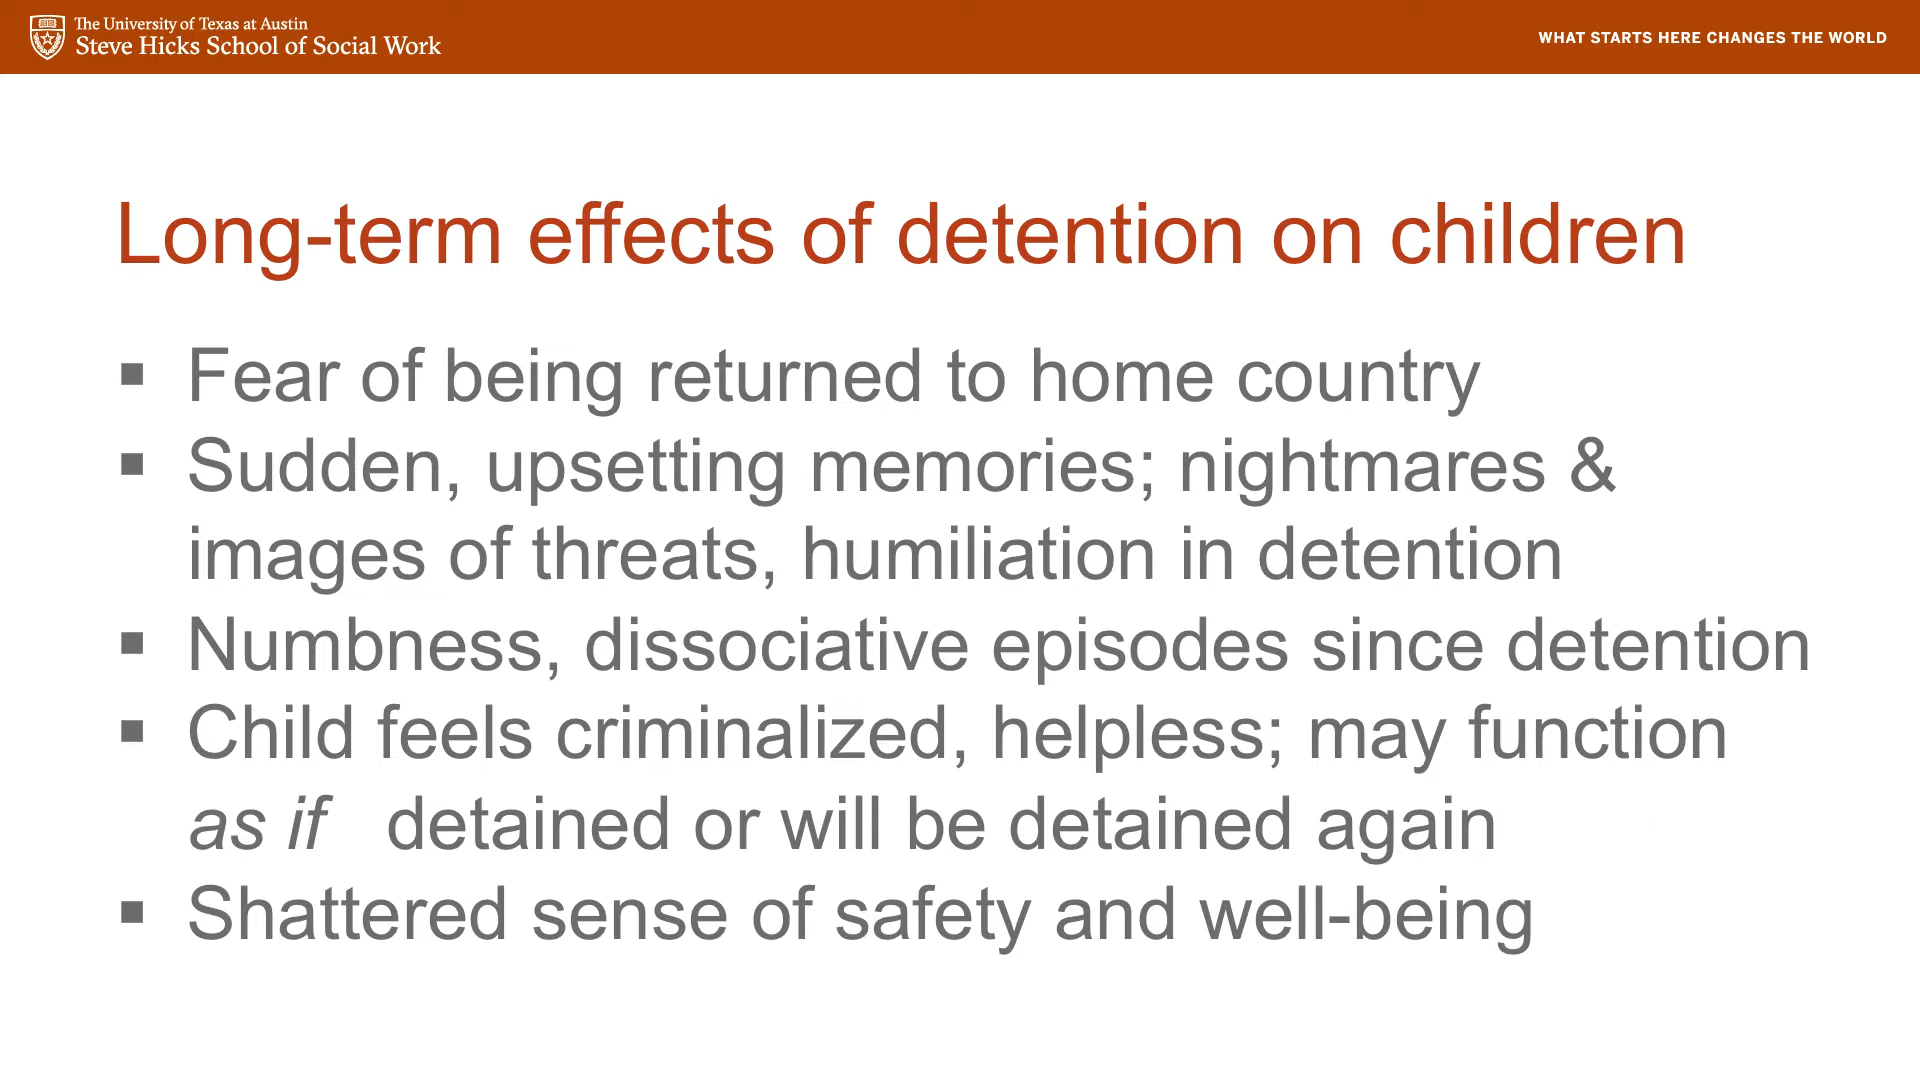 The University of Texas at Austin
Steve Hicks School of Social Work
WHAT STARTS HERE CHANGES THE WORLD
Long-term effects of detention on children
▪ Fear of being returned to home country
▪ Sudden, upsetting memories; nightmares &
images of threats, humiliation in detention
▪ Numbness, dissociative episodes since detention
▪ Child feels criminalized, helpless; may function
as if detained or will be detained again
▪ Shattered sense of safety and well-being